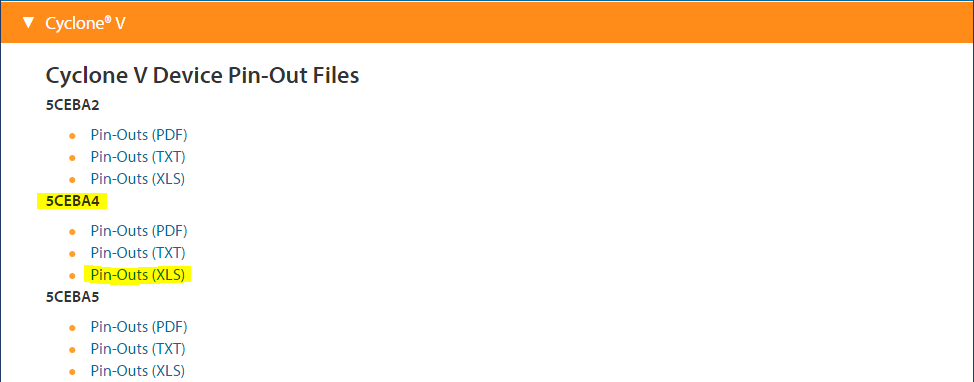 ▼ Cyclone® V
Cyclone V Device Pin-Out Files
5CEBA2
• Pin-Outs (PDF)
• Pin-Outs (TXT)
• Pin-Outs (XLS)
5CEBA4
• Pin-Outs (PDF)
• Pin-Outs (TXT)
• Pin-Outs (XLS)
5CEBA5
• Pin-Outs (PDF)
• Pin-Outs (TXT)
• Pin-Outs (XLS)